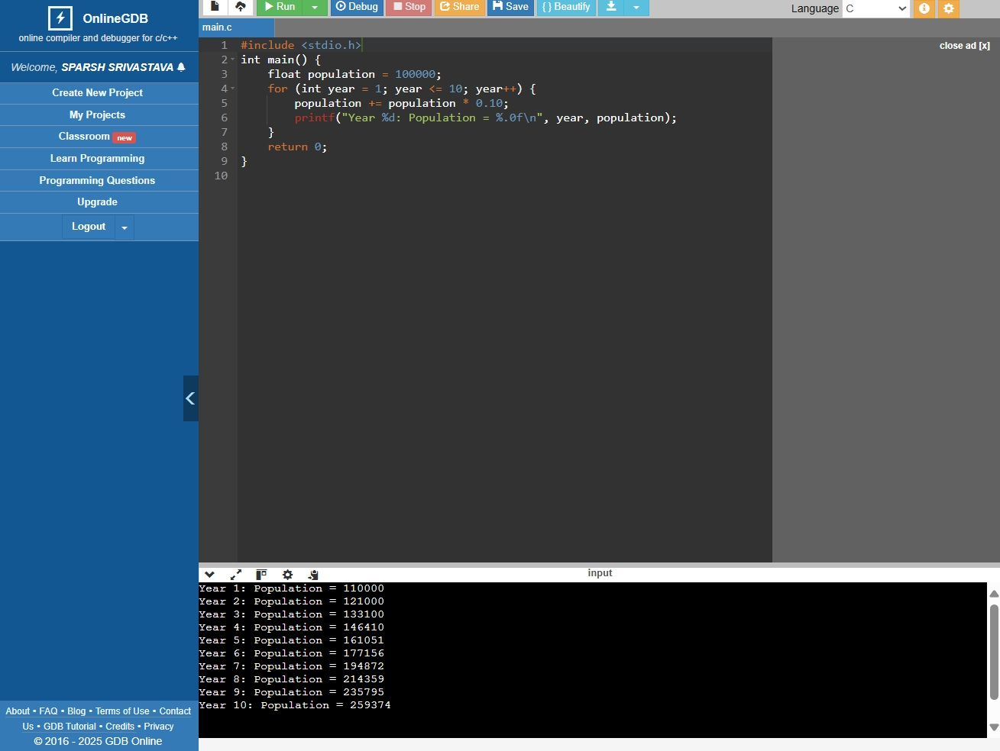 OnlineGDB
online compiler and debugger for c/c++
Welcome, SPARSH SRIVASTAVA
Create New Project
My Projects
Classroom new
Learn Programming
Programming Questions
Upgrade
Logout
About • FAQ • Blog • Terms of Use • Contact
Us • GDB Tutorial • Credits • Privacy
© 2016 - 2025 GDB Online
Run Debug Stop Share Save { } Beautify Language C
main.c
close ad [x]
1 #include <stdio.h>
2 int main() {
3     float population = 100000;
4     for (int year = 1; year <= 10; year++) {
5         population += population * 0.10;
6         printf("Year %d: Population = %.0f\n", year, population);
7     }
8     return 0;
9 }
10
input
Year 1: Population = 110000
Year 2: Population = 121000
Year 3: Population = 133100
Year 4: Population = 146410
Year 5: Population = 161051
Year 6: Population = 177156
Year 7: Population = 194872
Year 8: Population = 214359
Year 9: Population = 235795
Year 10: Population = 259374